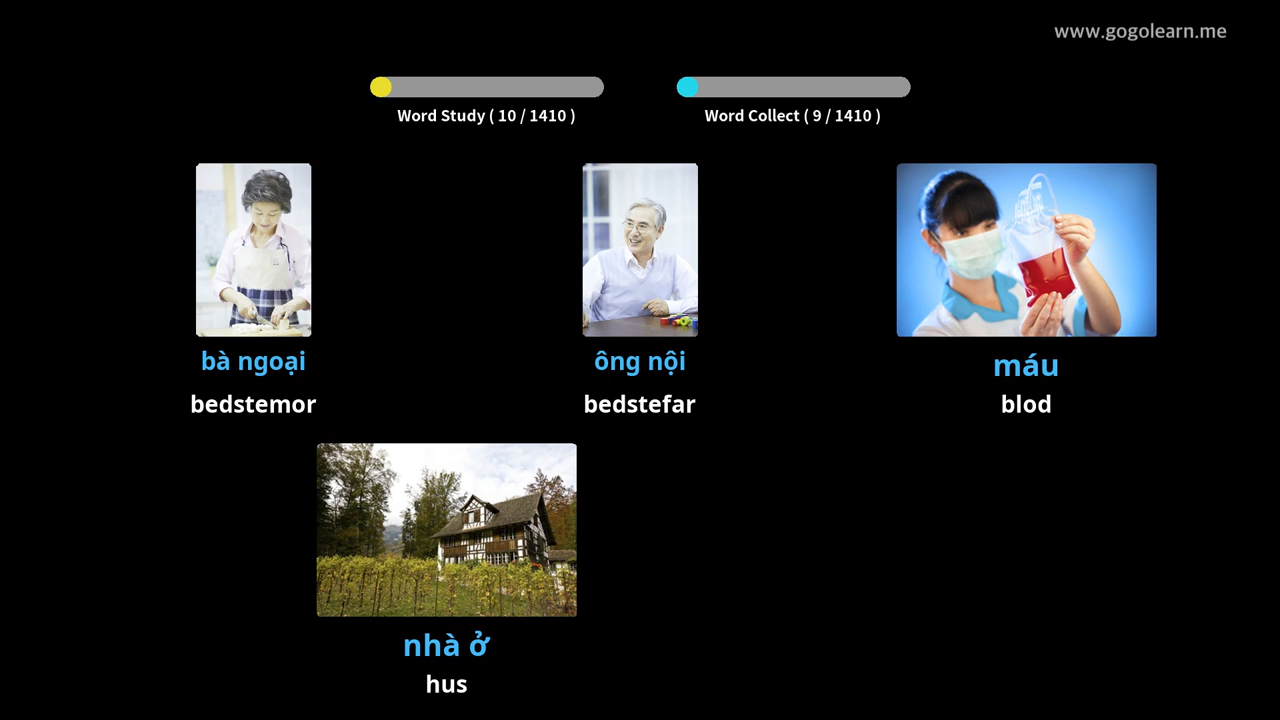 www.gogolearn.me
Word Study ( 10 / 1410 )
Word Collect ( 9 / 1410 )
bà ngoại
bedstemor
ông nội
bedstefar
máu
blod
nhà ở
hus